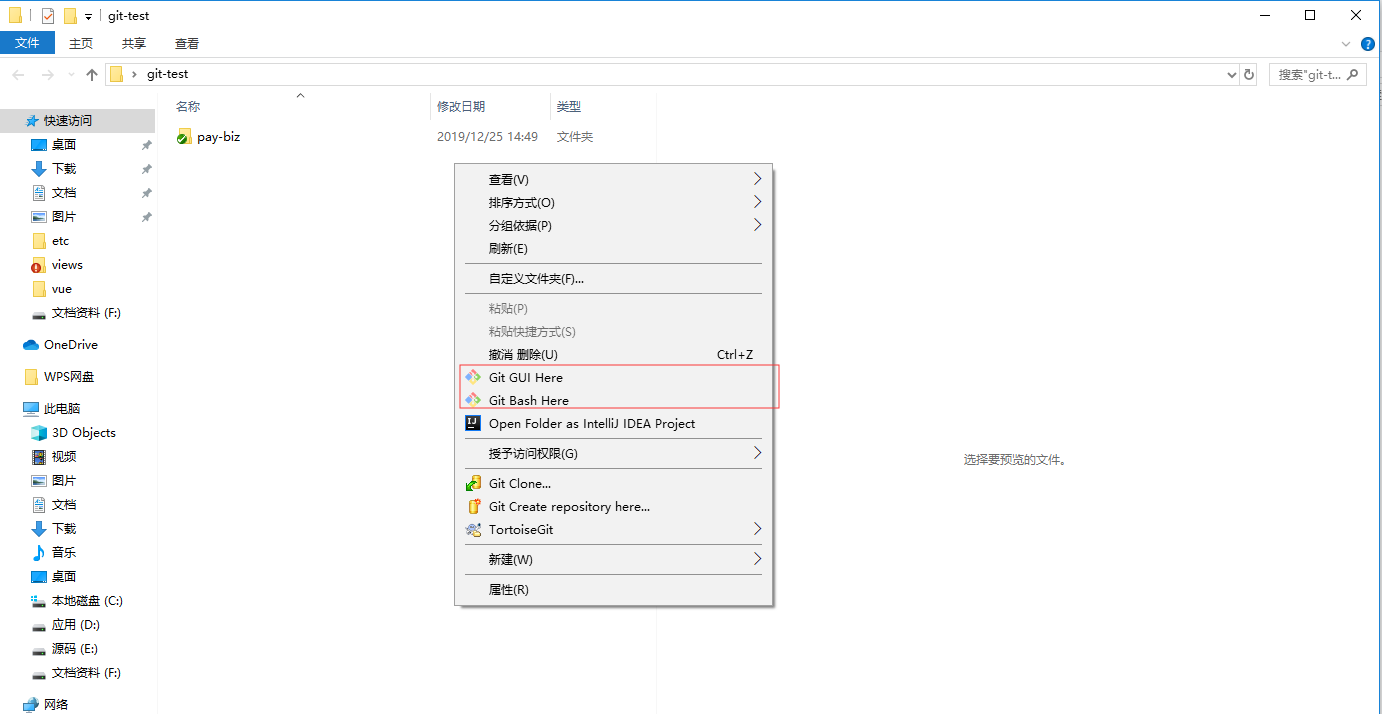 git-test
文件 主页 共享 查看
git-test
搜索"git-t...
名称 修改日期 类型
pay-biz 2019/12/25 14:49 文件夹
快速访问
桌面
下载
文档
图片
etc
views
vue
文档资料 (F:)
OneDrive
WPS网盘
此电脑
3D Objects
视频
图片
文档
下载
音乐
桌面
本地磁盘 (C:)
应用 (D:)
源码 (E:)
文档资料 (F:)
网络
查看(V)
排序方式(O)
分组依据(P)
刷新(E)
自定义文件夹(F)...
粘贴(P)
粘贴快捷方式(S)
撤消 删除(U) Ctrl+Z
Git GUI Here
Git Bash Here
Open Folder as IntelliJ IDEA Project
授予访问权限(G)
Git Clone...
Git Create repository here...
TortoiseGit
新建(W)
属性(R)
选择要预览的文件。